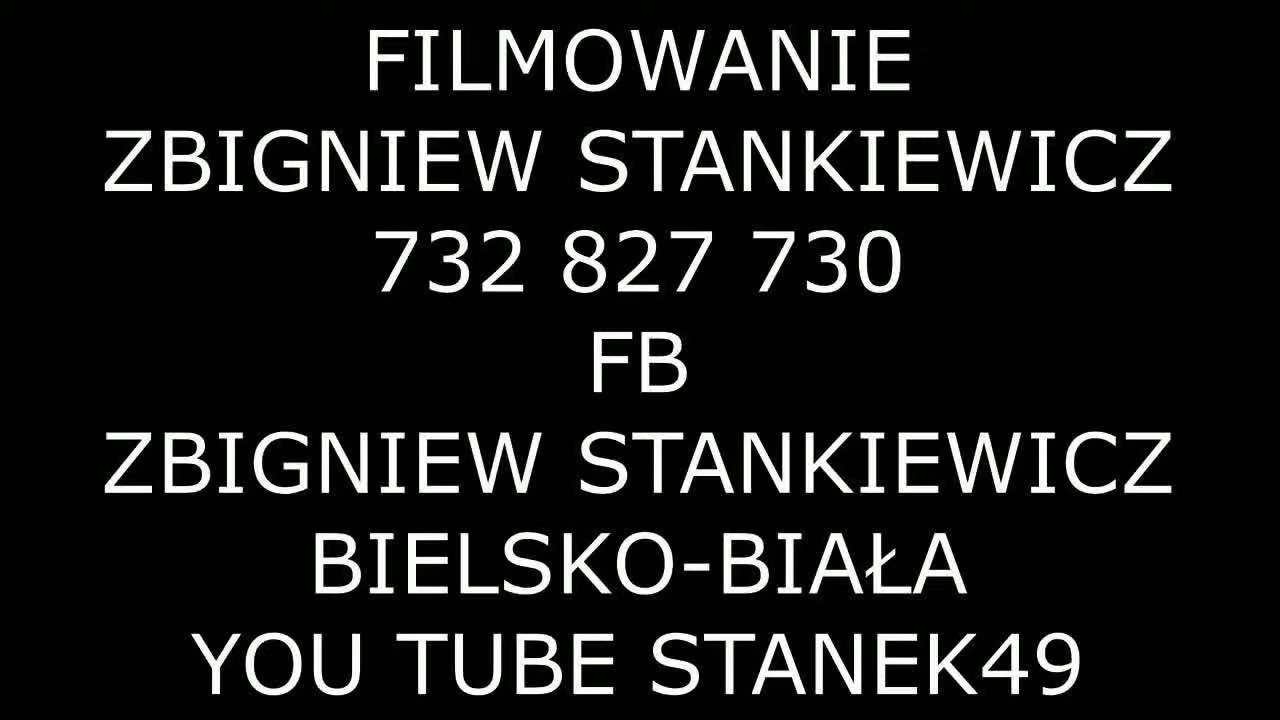 FILMOWANIE
ZBIGNIEW STANKIEWICZ
732 827 730
FB
ZBIGNIEW STANKIEWICZ
BIELSKO-BIAŁA
YOU TUBE STANEK49